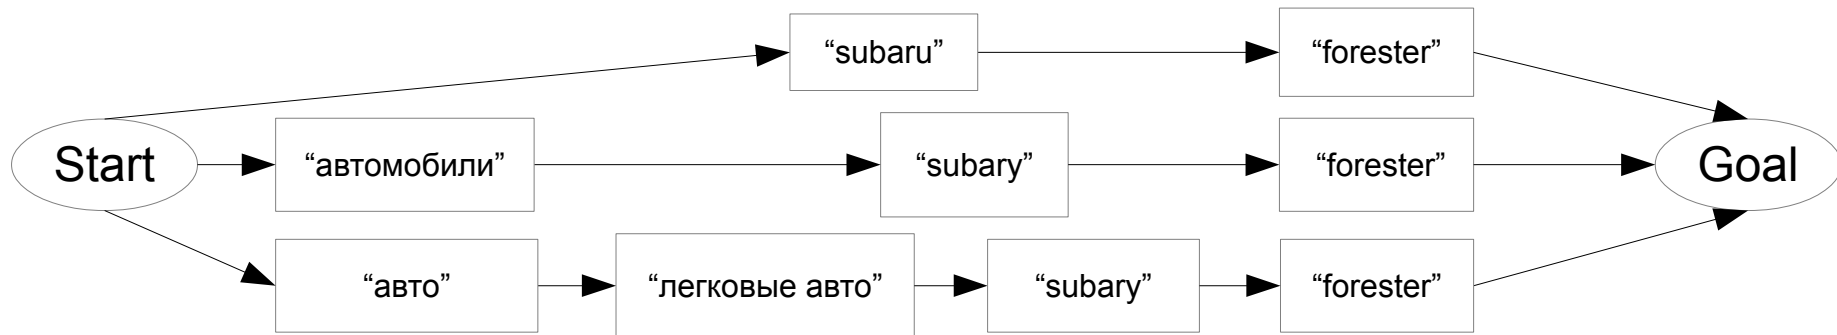 “subaru”
“forester”
Start
“автомобили”
“subary”
“forester”
Goal
“авто”
“легковые авто”
“subary”
“forester”